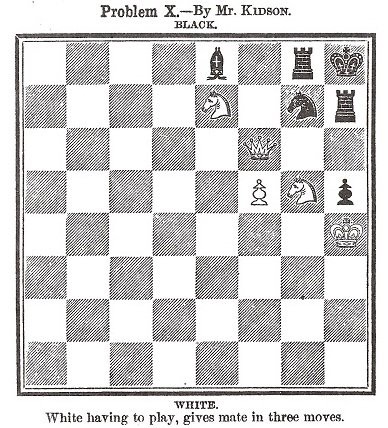 Problem X.—By Mr. Kidson.
BLACK.
WHITE.
White having to play, gives mate in three moves.